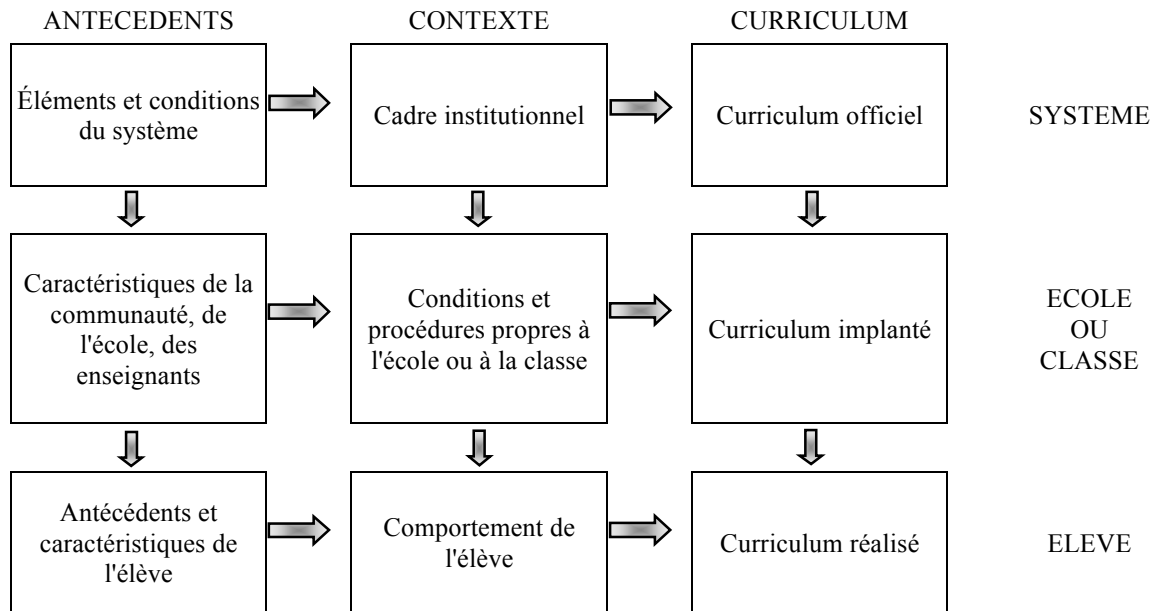 ANTECEDENTS
CONTEXTE
CURRICULUM
Éléments et conditions
du système
Cadre institutionnel
Curriculum officiel
SYSTEME
Caractéristiques de la
communauté, de
l'école, des
enseignants
Conditions et
procédures propres à
l'école ou à la classe
Curriculum implanté
ECOLE
OU
CLASSE
Antécédents et
caractéristiques de
l'élève
Comportement de
l'élève
Curriculum réalisé
ELEVE